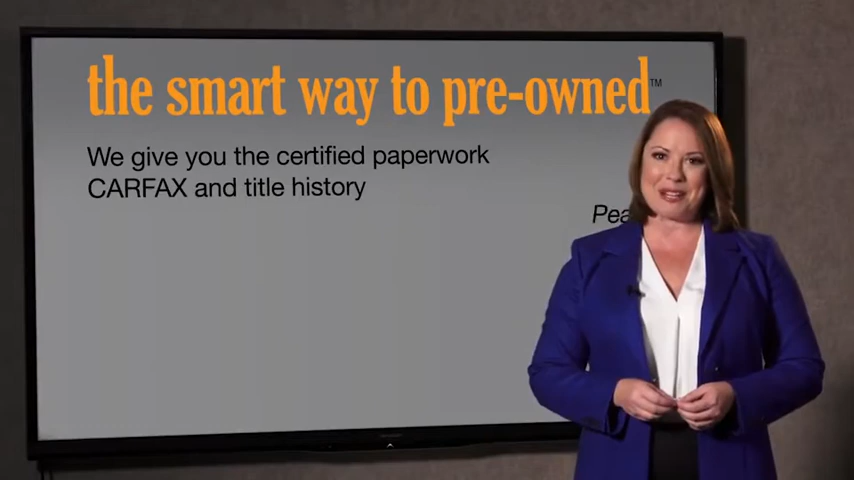 the smart way to pre-owned™
We give you the certified paperwork
CARFAX and title history